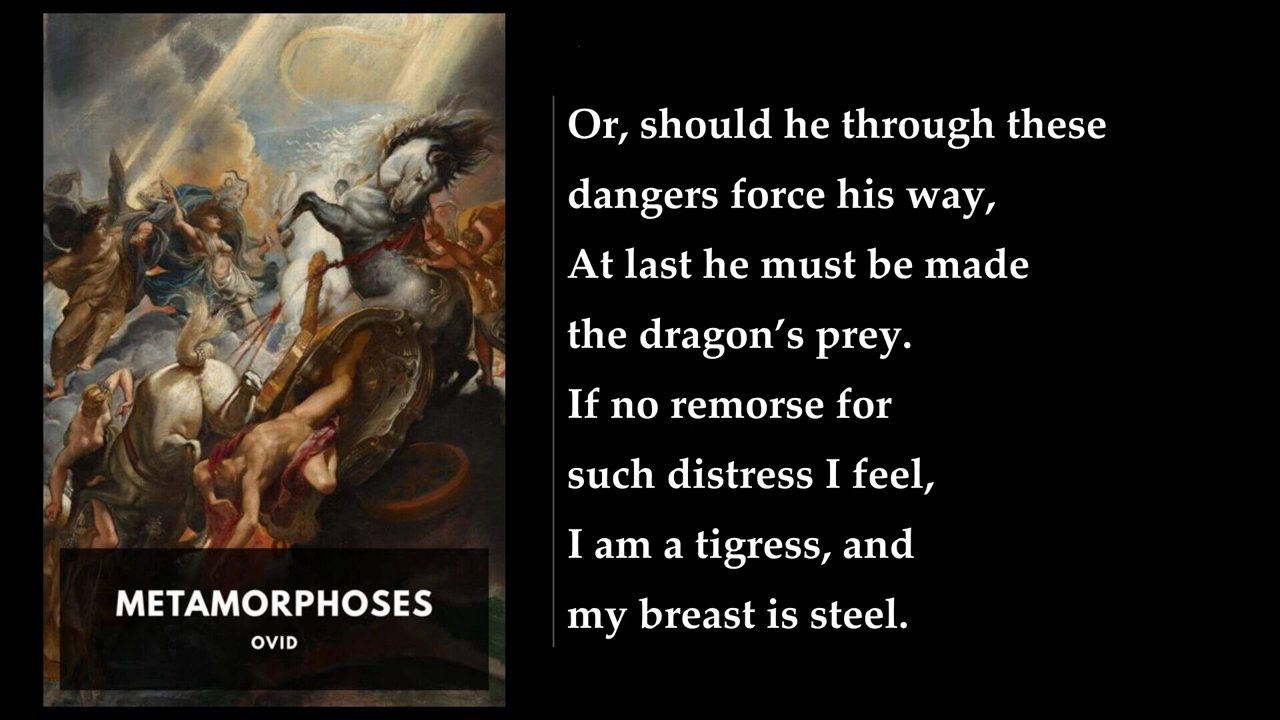 METAMORPHOSES
OVID
Or, should he through these
dangers force his way,
At last he must be made
the dragon’s prey.
If no remorse for
such distress I feel,
I am a tigress, and
my breast is steel.